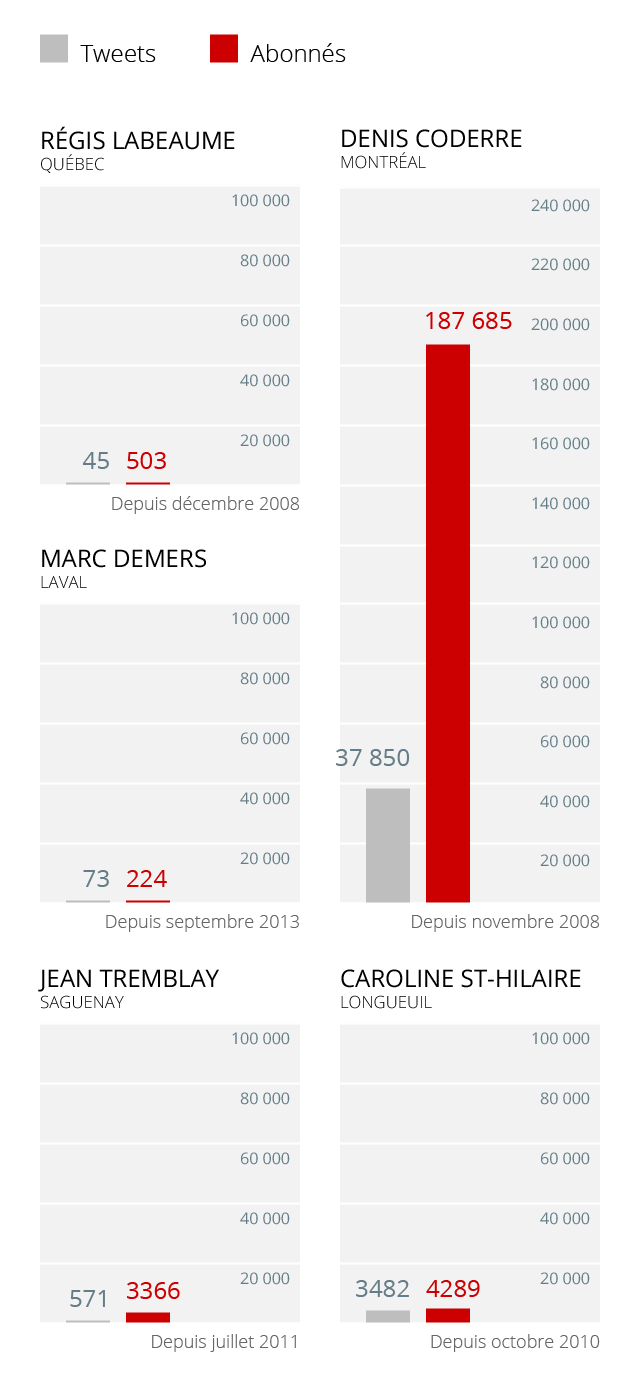 Tweets
Abonnés
RÉGIS LABEAUME
QUÉBEC
100 000
80 000
60 000
40 000
20 000
45
503
Depuis décembre 2008
DENIS CODERRE
MONTRÉAL
240 000
220 000
187 685
200 000
180 000
160 000
140 000
120 000
100 000
80 000
60 000
37 850
40 000
20 000
Depuis novembre 2008
MARC DEMERS
LAVAL
100 000
80 000
60 000
40 000
20 000
73
224
Depuis septembre 2013
JEAN TREMBLAY
SAGUENAY
100 000
80 000
60 000
40 000
20 000
571
3366
Depuis juillet 2011
CAROLINE ST-HILAIRE
LONGUEUIL
100 000
80 000
60 000
40 000
20 000
3482
4289
Depuis octobre 2010